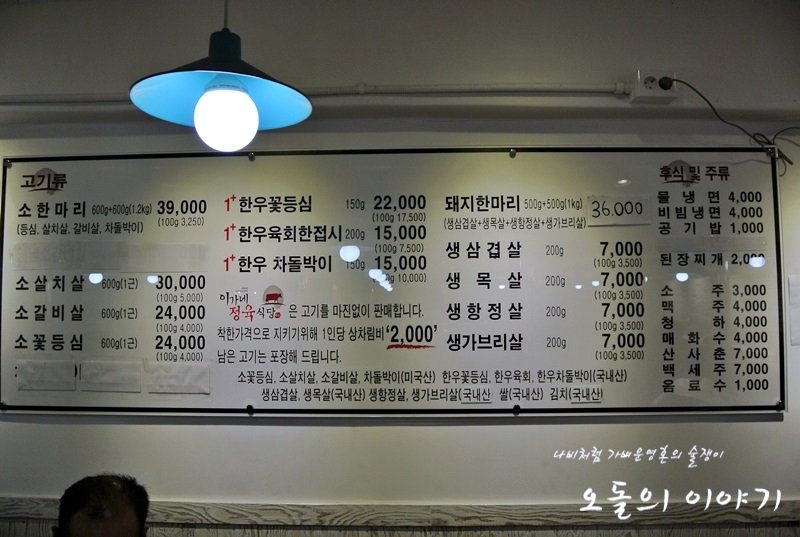 고기류
소한마리 600g+600g(1.2kg) 39,000
(100g 3.250)
(등심, 살치살, 갈비살, 차돌박이)
소살치살 600g(1근) 30,000
(100g 5,000)
소갈비살 600g(1근) 24,000
(100g 4,000)
소꽃등심 600g(1근) 24,000
(100g 4,000)
1+한우꽃등심 150g 22,000
(100g 17,500)
1+한우육회한접시 200g 15,000
(100g 7,500)
1+한우 차돌박이 150g 15,000
(100g 10,000)
이가네
정육식당 은 고기를 마진없이 판매합니다.
착한가격으로 지키기위해 1인당 상차림비 '2,000'
남은 고기는 포장해 드립니다.
돼지한마리 500g+500g(1kg) 36.000
(생삼겹살+생목살+생항정살+생가브리살)
생삼겹살 200g 7,000
(100g 3,500)
생목살 200g 7,000
(100g 3,500)
생항정살 200g 7,000
(100g 3,500)
생가브리살 200g 7,000
(100g 3,500)
소꽃등심, 소살치살, 소갈비살, 차돌박이(미국산) 한우꽃등심, 한우육회, 한우차돌박이(국내산)
생삼겹살, 생목살(국내산) 생항정살, 생가브리살(국내산) 쌀(국내산) 김치(국내산)
후식 및 주류
물냉면 4,000
비빔냉면 4,000
공기밥 1,000
된장찌개 2,000
소주 3,000
맥주 4,000
청하 4,000
매화수 4,000
산사춘 7,000
백세주 7,000
음료수 1,000
나비처럼 가벼운영혼의 술쟁이
오돌의 이야기